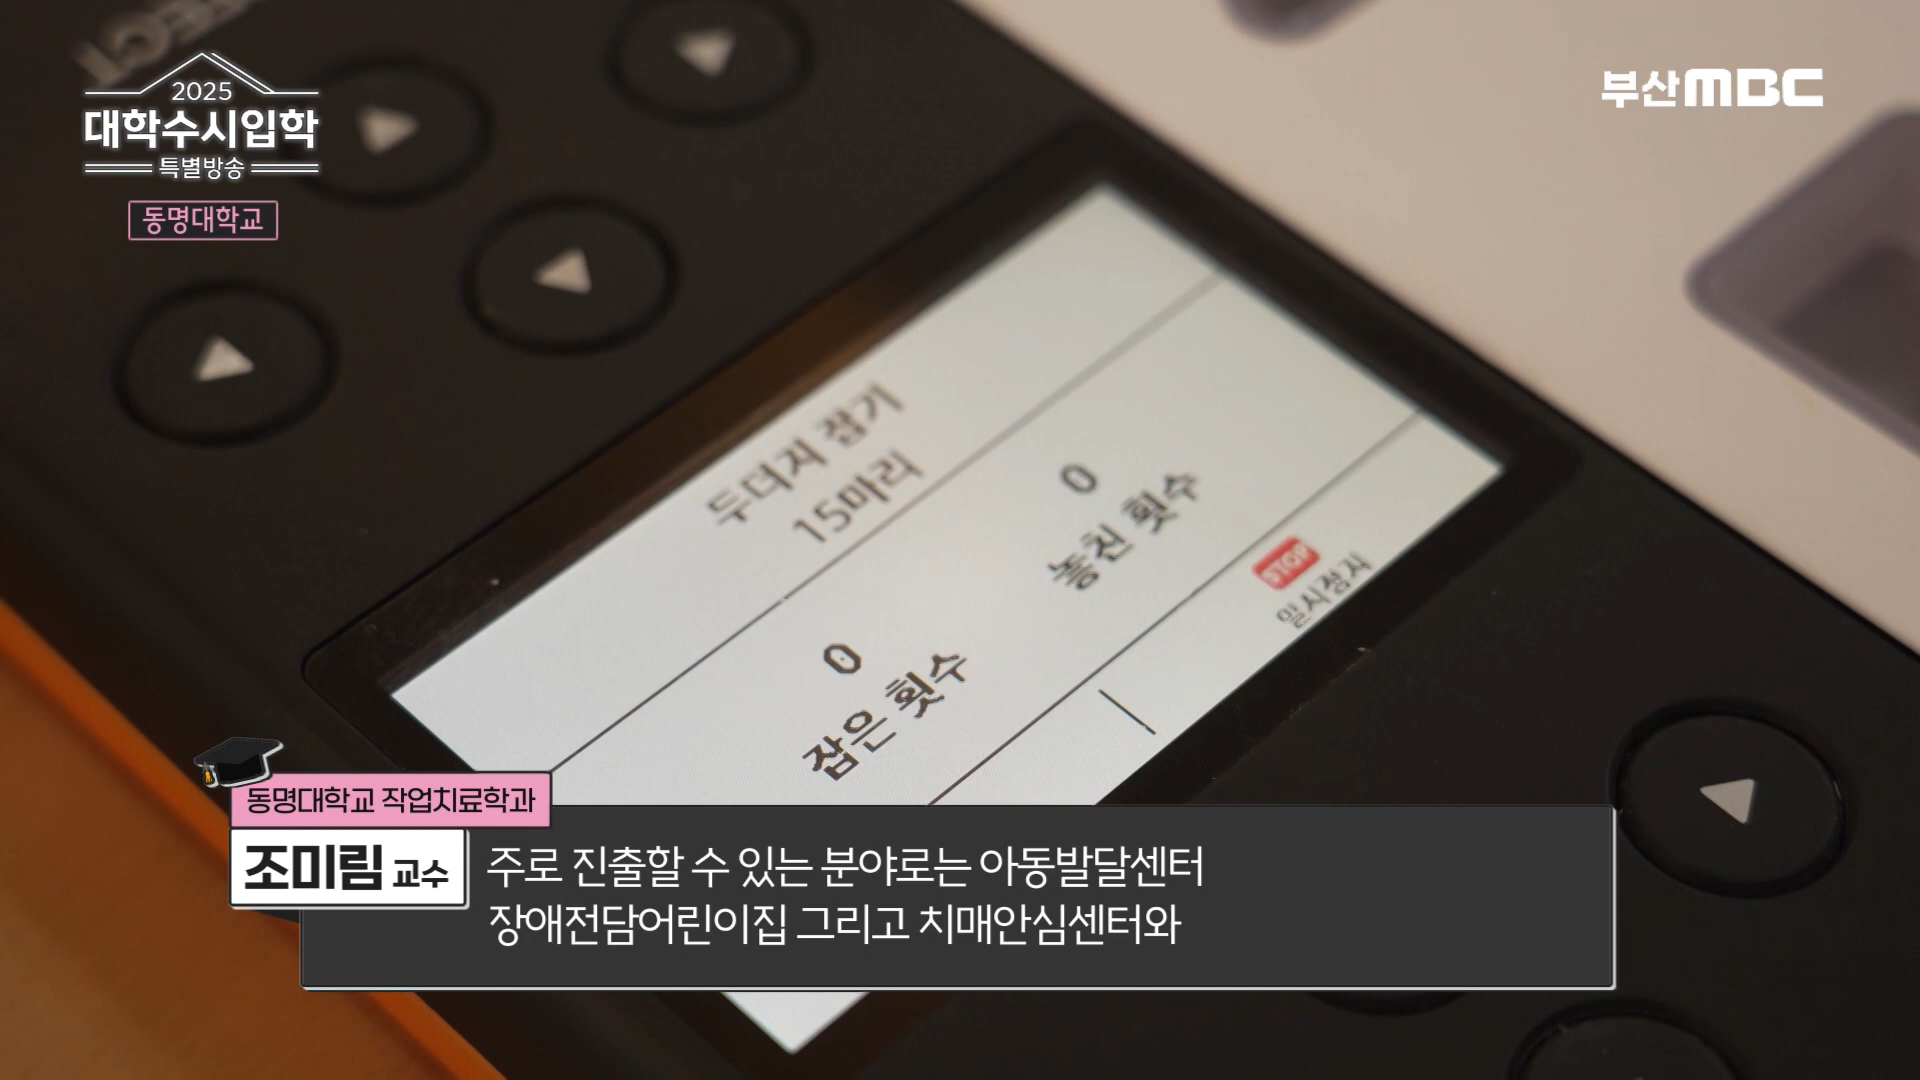 2025
대학수시입학
특별방송
동명대학교
부산MBC
두더지 잡기
15마리
0
놓친 횟수
0
잡은 횟수
STOP
일시정지
동명대학교 작업치료학과
조미림 교수
주로 진출할 수 있는 분야로는 아동발달센터
장애전담어린이집 그리고 치매안심센터와